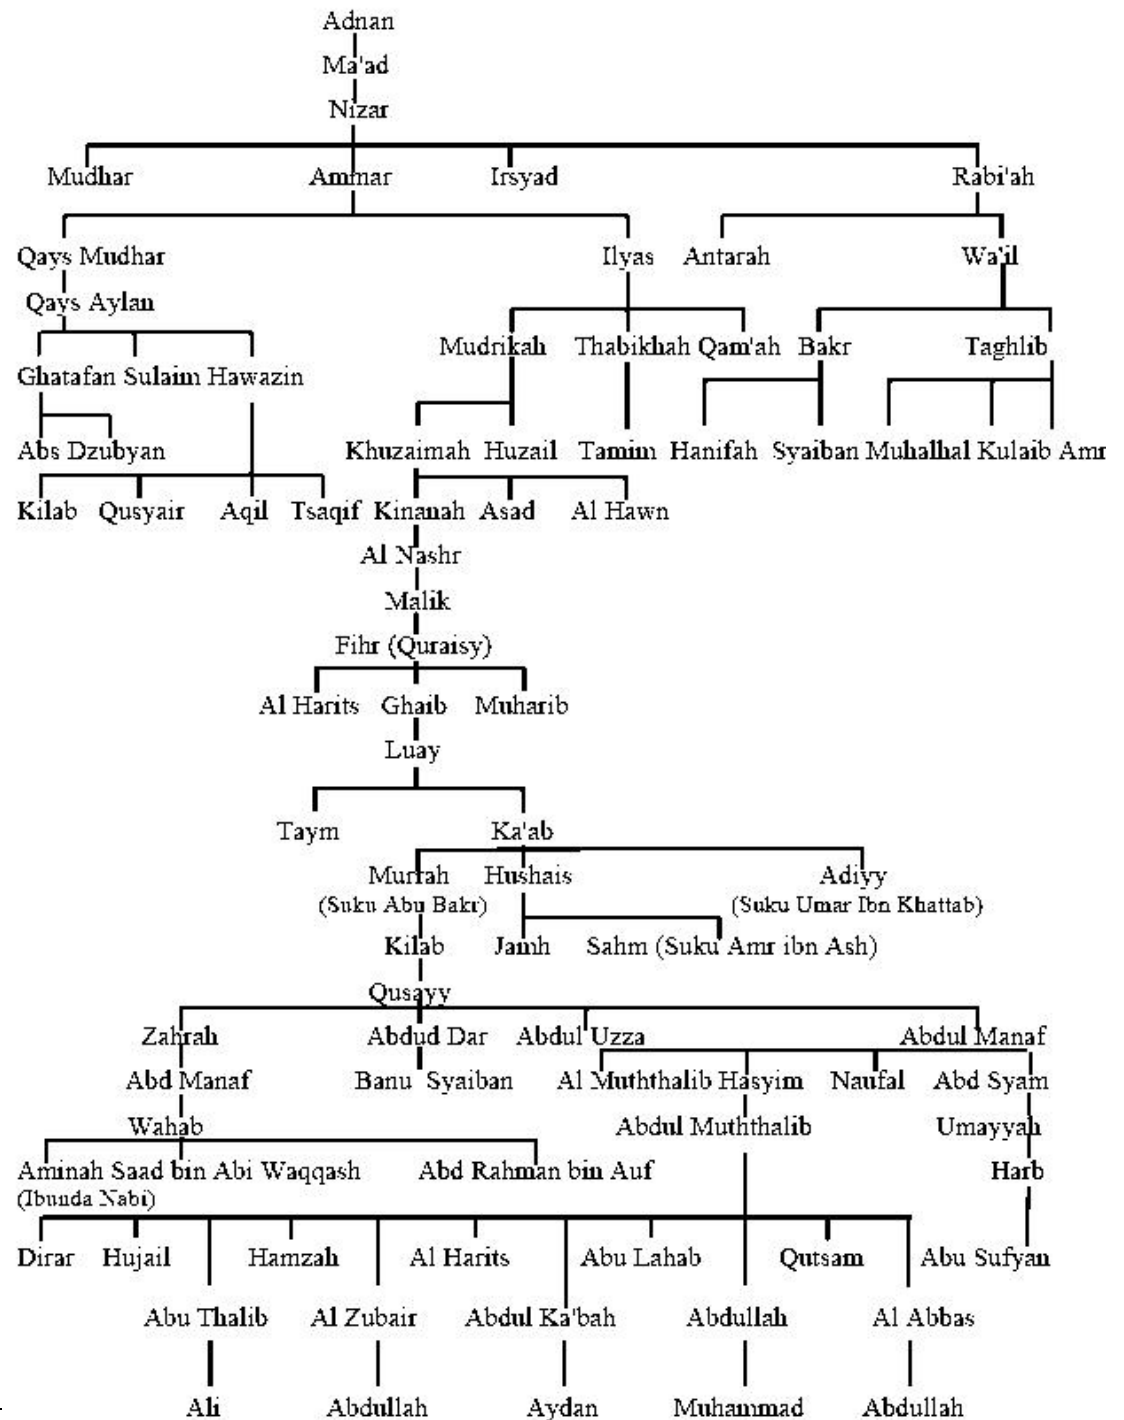 Adnan
Ma'ad
Nizar
Mudhar Ammar Irsyad Rabi'ah
Qays Mudhar Ilyas Antarah Wa'il
Qays Aylan
Mudrikah Thabikhah Qam'ah Bakr Taghlib
Ghatafan Sulaim Hawazin
Abs Dzubyan Khuzaimah Huzail Tamim Hanifah Syaiban Muhalhal Kulaib Amr
Kilab Qusyair Aqil Tsaqif Kinanah Asad Al Hawn
Al Nashr
Malik
Fihr (Quraisy)
Al Harits Ghaib Muharib
Luay
Taym Ka'ab
Murrah Hushais Adiyy
(Suku Abu Bakr) (Suku Umar Ibn Khattab)
Kilab Jamh Sahm (Suku Amr ibn Ash)
Qusayy
Zahrah Abdud Dar Abdul Uzza Abdul Manaf
Abd Manaf Banu Syaiban Al Muththalib Hasyim Naufal Abd Syam
Wahab Abdul Muththalib Umayyah
Aminah Saad bin Abi Waqqash Abd Rahman bin Auf Harb
(Ibunda Nabi)
Dirar Hujail Hamzah Al Harits Abu Lahab Qutsam Abu Sufyan
Abu Thalib Al Zubair Abdul Ka'bah Abdullah Al Abbas
Ali Abdullah Aydan Muhammad Abdullah